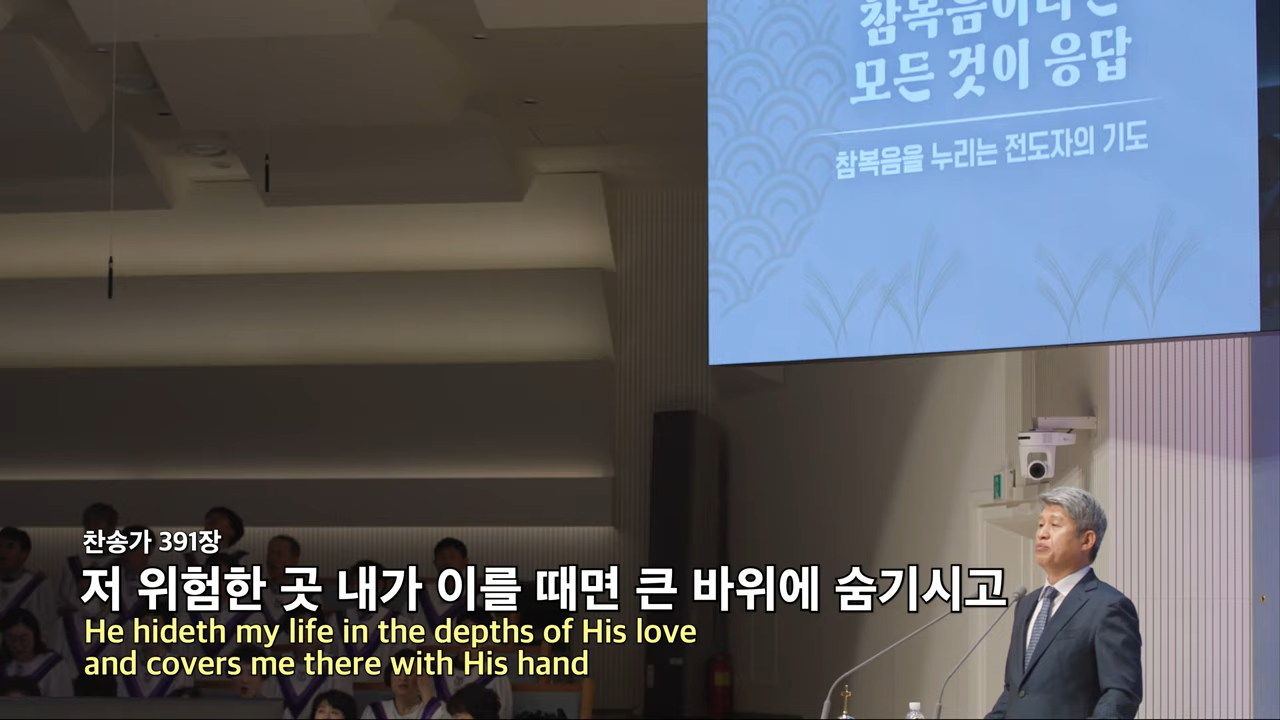 모든 것이 응답
참복음을 누리는 전도자의 기도
찬송가 391장
저 위험한 곳 내가 이를 때면 큰 바위에 숨기시고
He hideth my life in the depths of His love
and covers me there with His hand